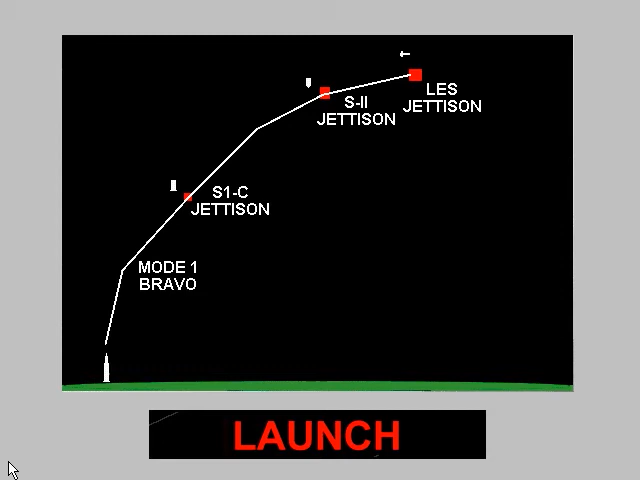 LES
JETTISON
S-II
JETTISON
S1-C
JETTISON
MODE 1
BRAVO
LAUNCH